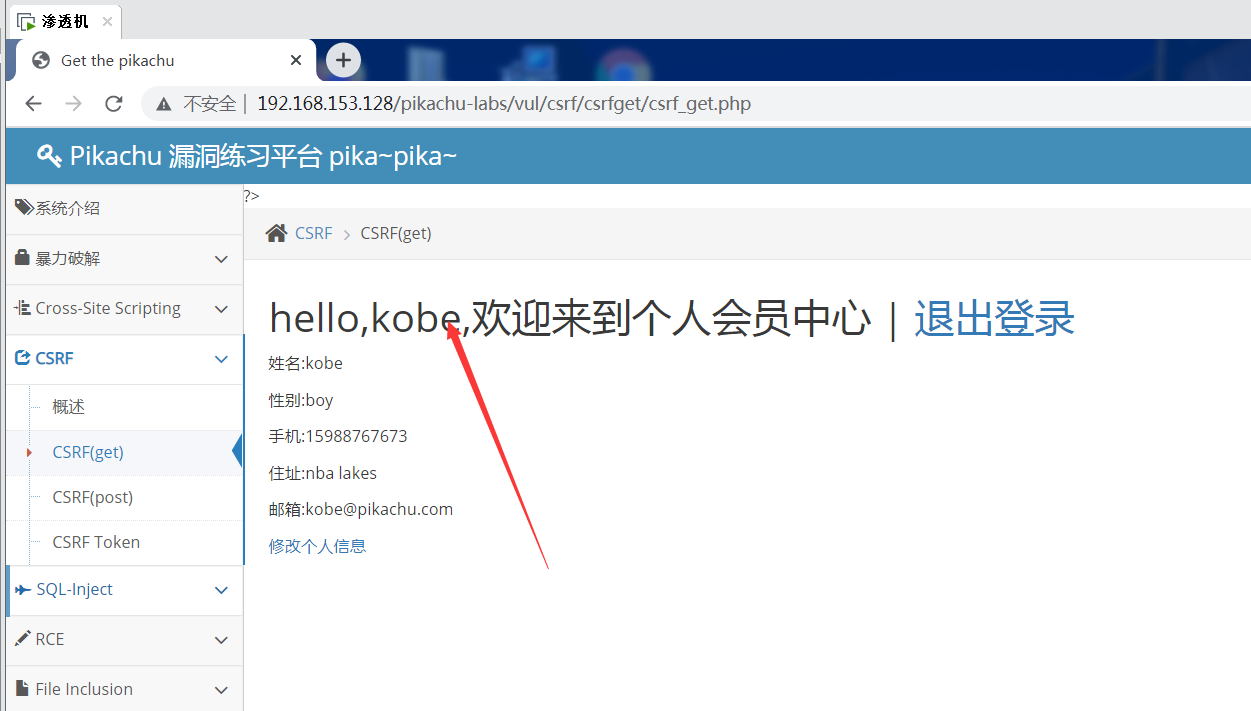 渗透机
Get the pikachu
不安全 | 192.168.153.128/pikachu-labs/vul/csrf/csrfget/csrf_get.php
Pikachu 漏洞练习平台 pika~pika~
系统介绍
暴力破解
Cross-Site Scripting
CSRF
概述
CSRF(get)
CSRF(post)
CSRF Token
SQL-Inject
RCE
File Inclusion
?>
CSRF > CSRF(get)
hello,kobe,欢迎来到个人会员中心 | 退出登录
姓名:kobe
性别:boy
手机:15988767673
住址:nba lakes
邮箱:kobe@pikachu.com
修改个人信息